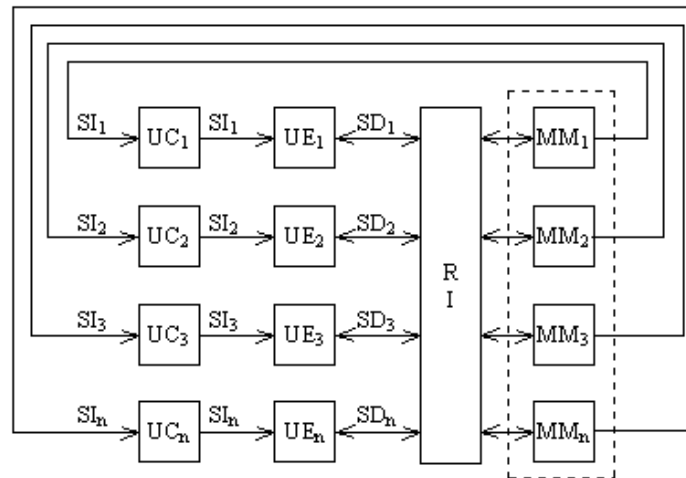 SI₁ UC₁ SI₁ UE₁ SD₁ MM₁
SI₂ UC₂ SI₂ UE₂ SD₂ MM₂
R
I
SI₃ UC₃ SI₃ UE₃ SD₃ MM₃
SIₙ UCₙ SIₙ UEₙ SDₙ MMₙ